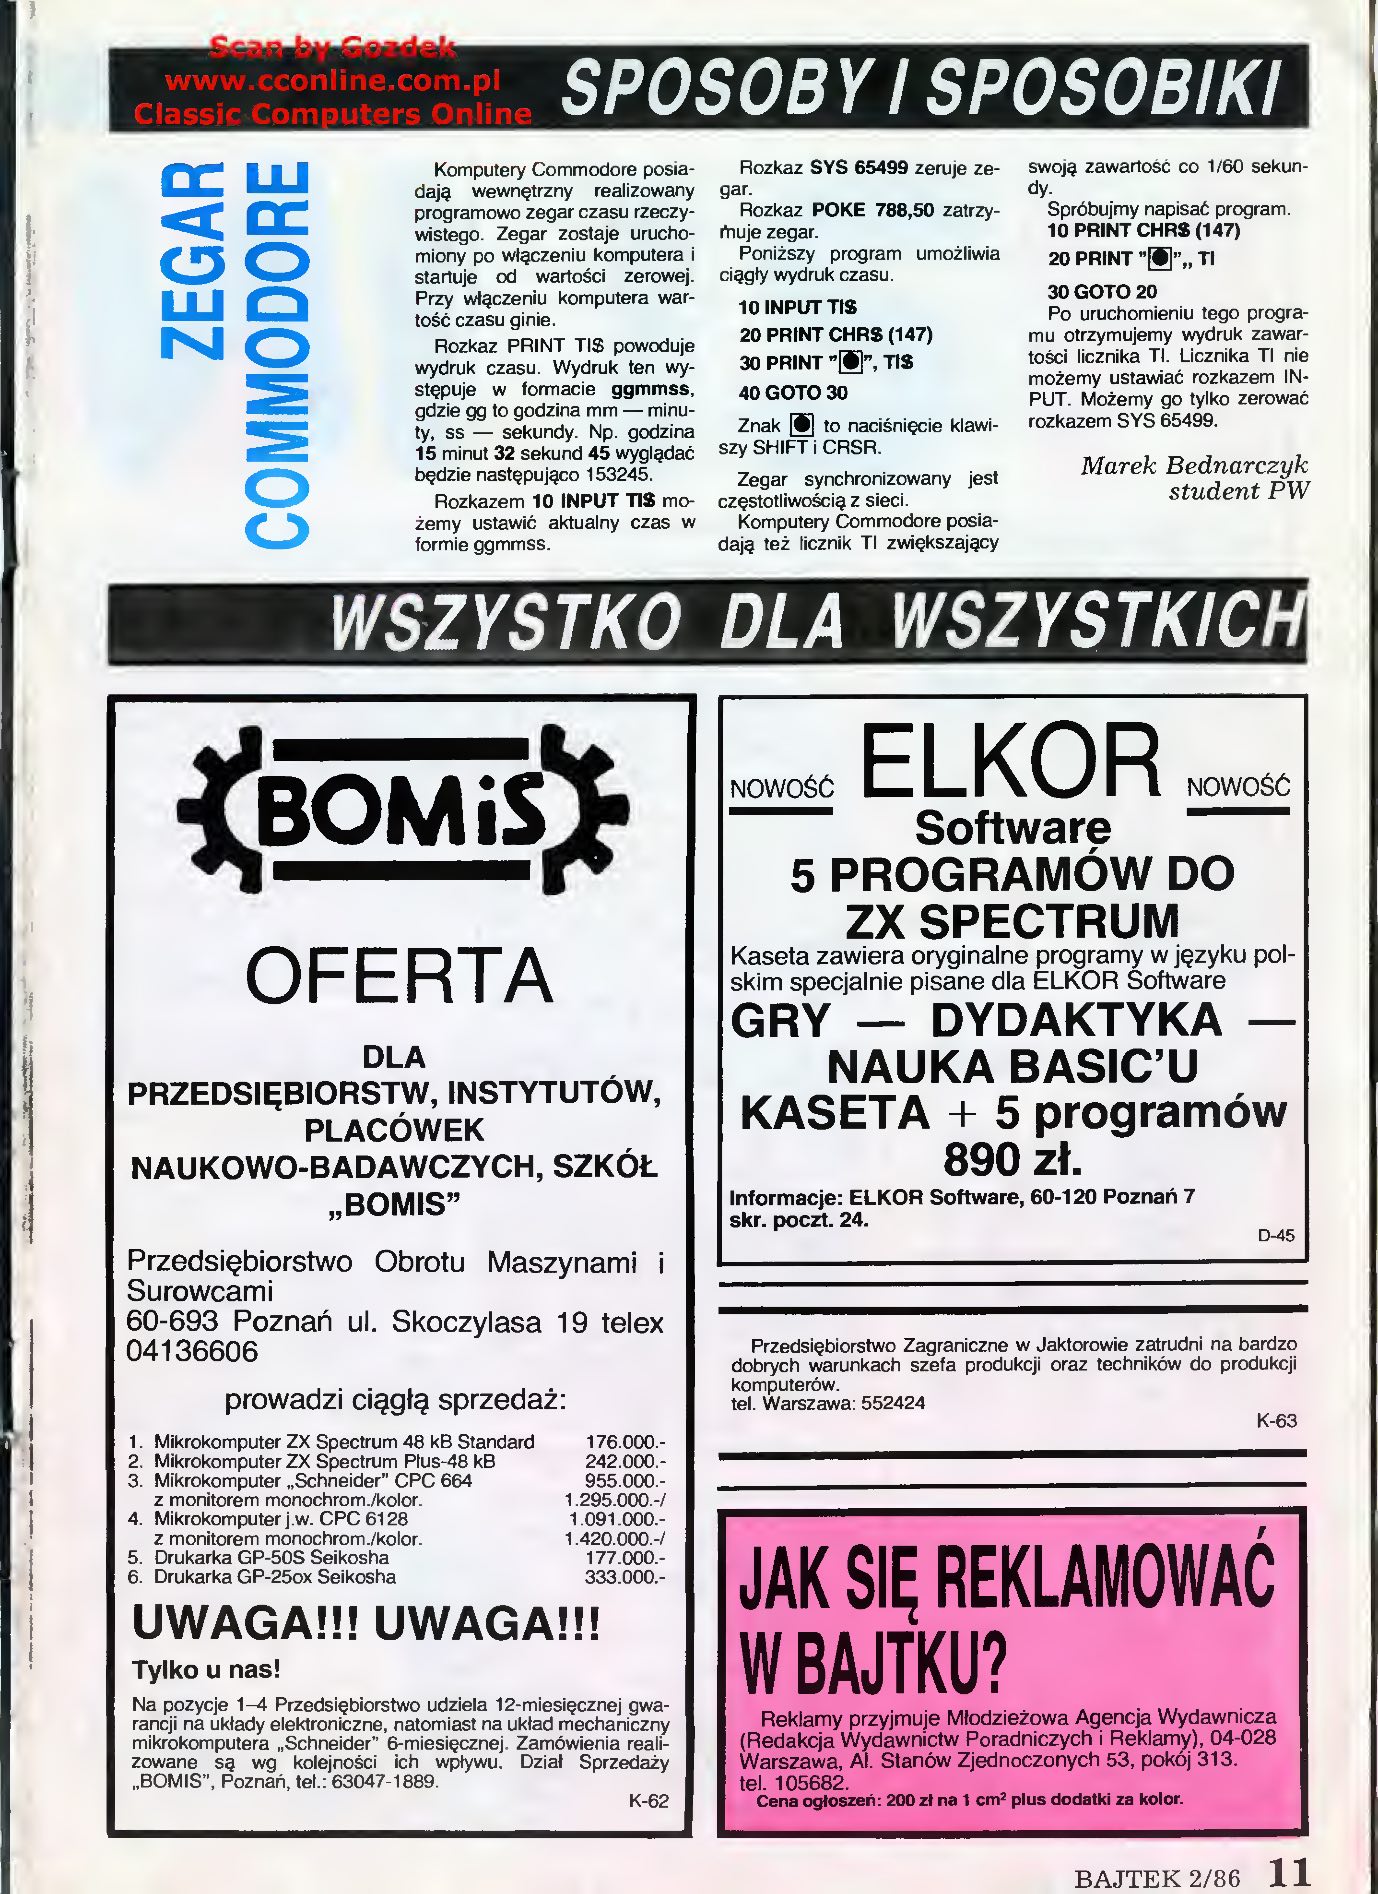 Scan by Gozdek
www.cconline.com.pl
Classic Computers Online
SPOSOBY I SPOSOBIKI
ZEGAR
COMMODORE
Komputery Commodore posia-
dają wewnętrzny realizowany
programowo zegar czasu rzeczy-
wistego. Zegar zostaje urucho-
miony po włączeniu komputera i
startuje od wartości zerowej.
Przy włączeniu komputera war-
tość czasu ginie.
Rozkaz PRINT TI$ powoduje
wydruk czasu. Wydruk ten wy-
stępuje w formacie ggmmss,
gdzie gg to godzina mm — minu-
ty, ss — sekundy. Np. godzina
15 minut 32 sekund 45 wyglądać
będzie następująco 153245.
Rozkazem 10 INPUT TI$ mo-
żemy ustawić aktualny czas w
formie ggmmss.
Rozkaz SYS 65499 zeruje ze-
gar.
Rozkaz POKE 788,50 zatrzy-
muje zegar.
Poniższy program umożliwia
ciągły wydruk czasu.
10 INPUT TI$
20 PRINT CHR$ (147)
30 PRINT "", TI$
40 GOTO 30
Znak to naciśnięcie klawi-
szy SHIFT i CRSR.
Zegar synchronizowany jest
częstotliwością z sieci.
Komputery Commodore posia-
dają też licznik TI zwiększający
swoją zawartość co 1/60 sekun-
dy.
Spróbujmy napisać program.
10 PRINT CHR$ (147)
20 PRINT "",, TI
30 GOTO 20
Po uruchomieniu tego progra-
mu otrzymujemy wydruk zawar-
tości licznika TI. Licznika TI nie
możemy ustawiać rozkazem IN-
PUT. Możemy go tylko zerować
rozkazem SYS 65499.
Marek Bednarczyk
student PW
WSZYSTKO DLA WSZYSTKICH
BOMiS
OFERTA
DLA
PRZEDSIĘBIORSTW, INSTYTUTÓW,
PLACÓWEK
NAUKOWO-BADAWCZYCH, SZKÓŁ
„BOMIS”
Przedsiębiorstwo Obrotu Maszynami i
Surowcami
60-693 Poznań ul. Skoczylasa 19 telex
04136606
prowadzi ciągłą sprzedaż:
1. Mikrokomputer ZX Spectrum 48 kB Standard 176.000.-
2. Mikrokomputer ZX Spectrum Plus-48 kB 242.000.-
3. Mikrokomputer „Schneider” CPC 664 955.000.-
z monitorem monochrom./kolor. 1.295.000.-/
4. Mikrokomputer j.w. CPC 6128 1.091.000.-
z monitorem monochrom./kolor. 1.420.000.-/
5. Drukarka GP-50S Seikosha 177.000.-
6. Drukarka GP-25ox Seikosha 333.000.-
UWAGA!!! UWAGA!!!
Tylko u nas!
Na pozycje 1–4 Przedsiębiorstwo udziela 12-miesięcznej gwa-
rancji na układy elektroniczne, natomiast na układ mechaniczny
mikrokomputera „Schneider” 6-miesięcznej. Zamówienia reali-
zowane są wg kolejności ich wpływu. Dział Sprzedaży
„BOMIS”, Poznań, tel.: 63047-1889.
K-62
NOWOŚĆ ELKOR NOWOŚĆ
Software
5 PROGRAMÓW DO
ZX SPECTRUM
Kaseta zawiera oryginalne programy w języku pol-
skim specjalnie pisane dla ELKOR Software
GRY — DYDAKTYKA —
NAUKA BASIC'U
KASETA + 5 programów
890 zł.
Informacje: ELKOR Software, 60-120 Poznań 7
skr. poczt. 24.
D-45
Przedsiębiorstwo Zagraniczne w Jaktorowie zatrudni na bardzo
dobrych warunkach szefa produkcji oraz techników do produkcji
komputerów.
tel. Warszawa: 552424
K-63
JAK SIĘ REKLAMOWAĆ
W BAJTKU?
Reklamy przyjmuje Młodzieżowa Agencja Wydawnicza
(Redakcja Wydawnictw Poradniczych i Reklamy), 04-028
Warszawa, Al. Stanów Zjednoczonych 53, pokój 313.
tel. 105682.
Cena ogłoszeń: 200 zł na 1 cm² plus dodatki za kolor.
BAJTEK 2/86 11